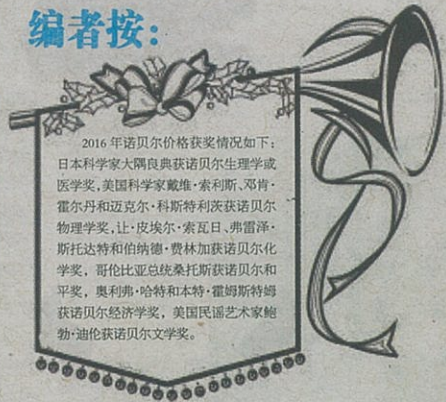 编者按：
2016 年诺贝尔价格获奖情况如下：
日本科学家大隅良典获诺贝尔生理学或
医学奖，美国科学家戴维·索利斯、邓肯·
霍尔丹和迈克尔·科斯特利茨获诺贝尔
物理学奖，让·皮埃尔·索瓦日、弗雷泽·
斯托达特和伯纳德·费林加获诺贝尔化
学奖，哥伦比亚总统桑托斯获诺贝尔和
平奖，奥利弗·哈特和本特·霍姆斯特姆
获诺贝尔经济学奖，美国民谣艺术家鲍
勃·迪伦获诺贝尔文学奖。